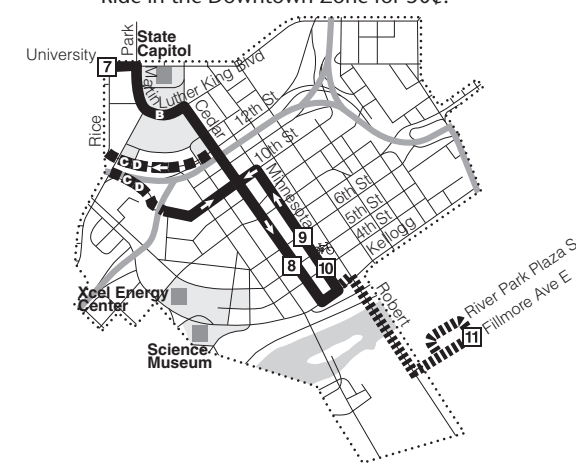 Ride in the Downtown Zone for 50¢.
Park
State
Capitol
University
7
Martin
Luther King Blvd
B
Cedar
12th St
Rice
C D
C D
10th St
Minnesota
6th St
5th St
4th St
Kellogg
9
8
10
Xcel Energy
Center
Robert
River Park Plaza S
Fillmore Ave E
11
Science
Museum